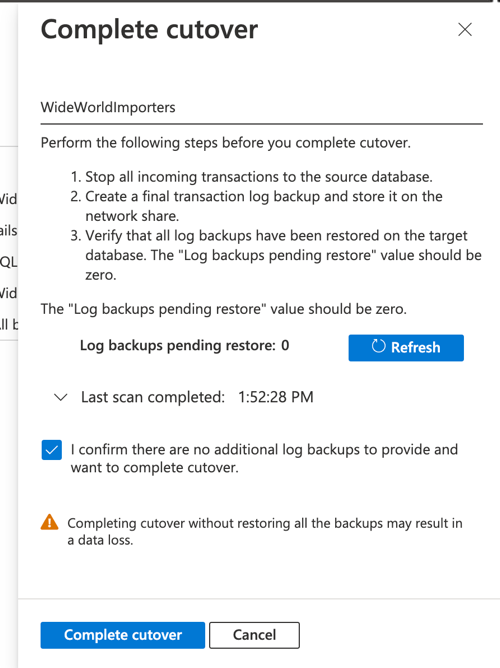 Complete cutover
WideWorldImporters
Perform the following steps before you complete cutover.
1. Stop all incoming transactions to the source database.
2. Create a final transaction log backup and store it on the
network share.
3. Verify that all log backups have been restored on the target
database. The "Log backups pending restore" value should be
zero.
The "Log backups pending restore" value should be zero.
Log backups pending restore: 0
Refresh
Last scan completed: 1:52:28 PM
I confirm there are no additional log backups to provide and
want to complete cutover.
Completing cutover without restoring all the backups may result in
a data loss.
Complete cutover
Cancel